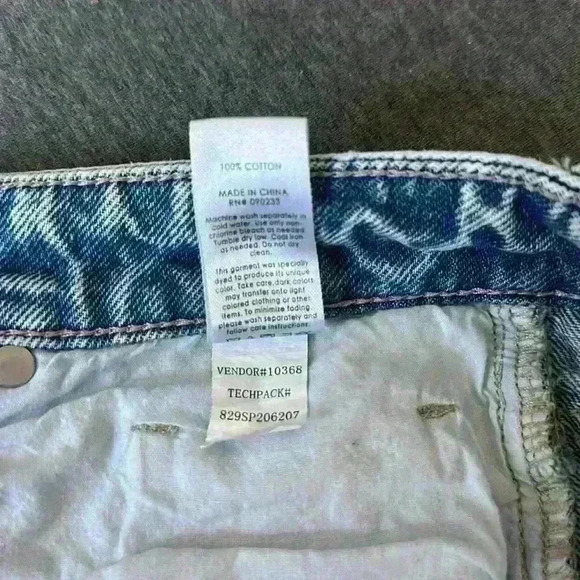 100% COTTON
MADE IN CHINA
RN# 090233
Machine wash separately in
cold water. Use only non-
chlorine bleach as needed
Tumble dry low. Cool iron
as needed. Do not dry
clean.
This garment was specially
dyed to produce its unique
color. Take care, dark colors
may transfer onto light
colored clothing or other
items. To minimize fading
please wash separately and
follow care instructions.
VENDOR#10368
TECHPACK#
829SP206207